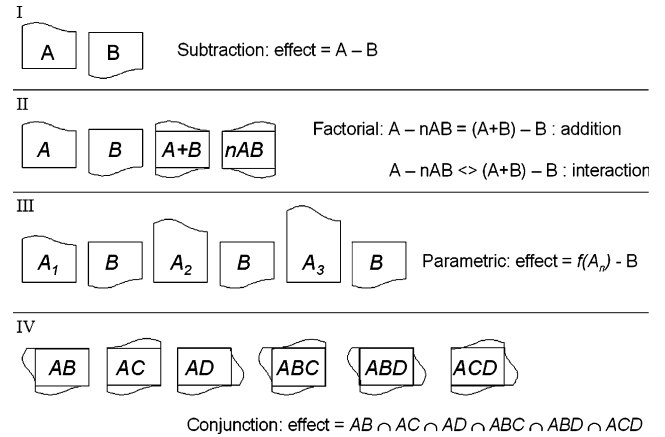 I
A B Subtraction: effect = A – B
II
Factorial: A – nAB = (A+B) – B : addition
A B A+B nAB
A – nAB <> (A+B) – B : interaction
III
A₁ B A₂ B A₃ B Parametric: effect = f(Aₙ) - B
IV
AB AC AD ABC ABD ACD
Conjunction: effect = AB ∩ AC ∩ AD ∩ ABC ∩ ABD ∩ ACD